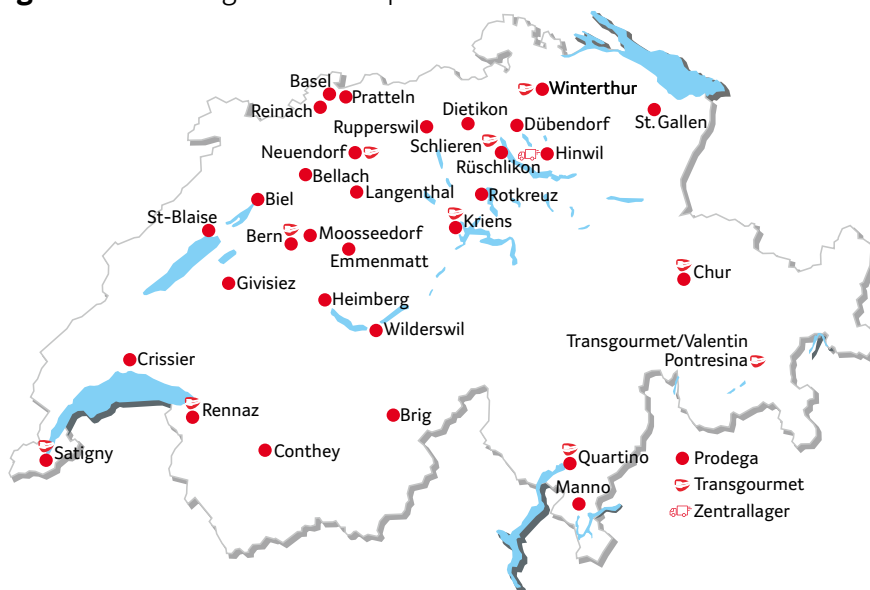 Basel
Pratteln
Reinach
Winterthur
St.Gallen
Dietikon
Dübendorf
Rupperswil
Schlieren
Neuendorf
Rüschlikon
Hinwil
Bellach
Langenthal
Rotkreuz
Biel
St-Blaise
Kriens
Bern
Moosseedorf
Emmenmatt
Chur
Givisiez
Heimberg
Wilderswil
Transgourmet/Valentin
Pontresina
Crissier
Rennaz
Brig
Satigny
Conthey
Quartino
Manno
Prodega
Transgourmet
Zentrallager